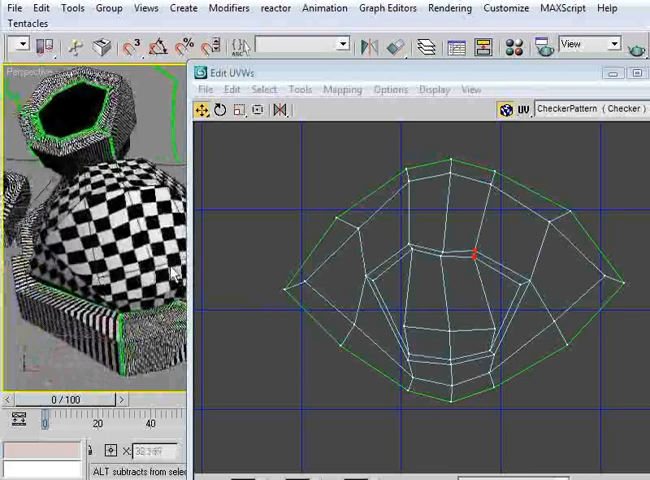 File Edit Tools Group Views Create Modifiers reactor Animation Graph Editors Rendering Customize MAXScript Help
Tentacles
View
Perspective
Edit UVWs
File Edit Select Tools Mapping Options Display View
UV CheckerPattern ( Checker )
0 / 100
0 20 40
X:
ALT subtracts from selec